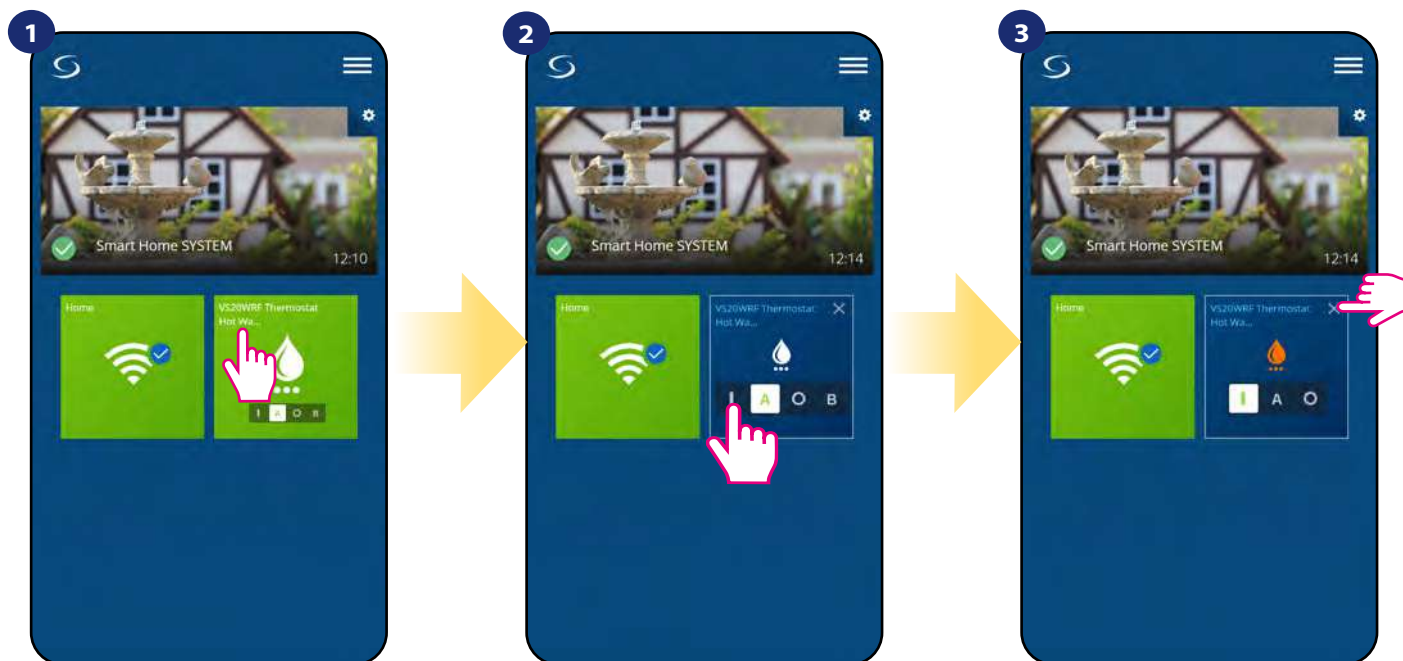 1
Smart Home SYSTEM
12:10
Home
VS20WRF Thermostat
Hot Wa...
I A O B
2
Smart Home SYSTEM
12:14
Home
VS20WRF Thermostat
Hot Wa...
I A O B
3
Smart Home SYSTEM
12:14
Home
VS20WRF Thermostat
Hot Wa...
I A O